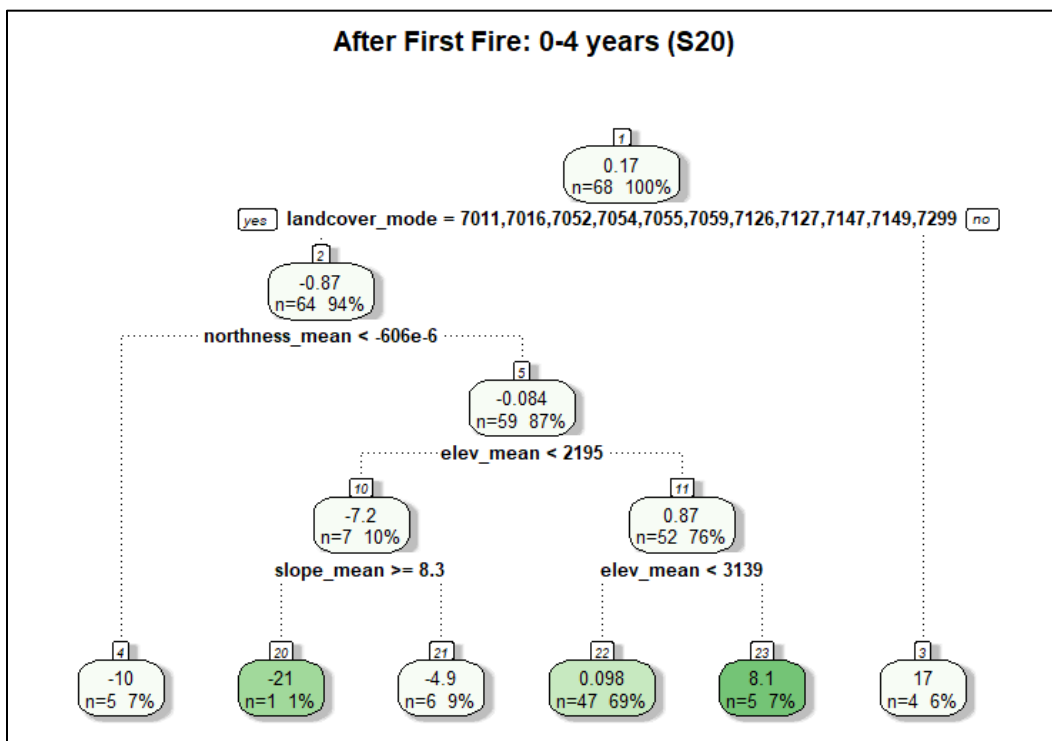 After First Fire: 0-4 years (S20)
1
0.17
n=68 100%
yes landcover_mode = 7011,7016,7052,7054,7055,7059,7126,7127,7147,7149,7299 no
2
-0.87
n=64 94%
northness_mean < -606e-6
5
-0.084
n=59 87%
elev_mean < 2195
10 11
-7.2 0.87
n=7 10% n=52 76%
slope_mean >= 8.3 elev_mean < 3139
4 20 21 22 23 3
-10 -21 -4.9 0.098 8.1 17
n=5 7% n=1 1% n=6 9% n=47 69% n=5 7% n=4 6%